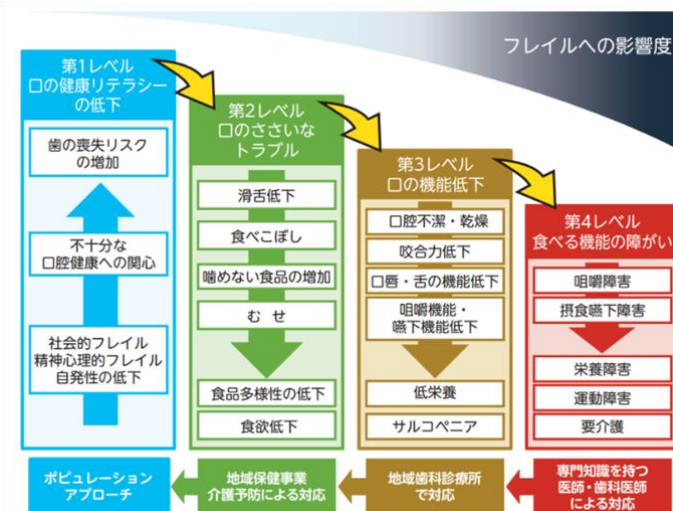 フレイルへの影響度
第1レベル
口の健康リテラシー
の低下
歯の喪失リスク
の増加
不十分な
口腔健康への関心
社会的フレイル
精神心理的フレイル
自発性の低下
ポピュレーション
アプローチ
第2レベル
口のささいな
トラブル
滑舌低下
食べこぼし
噛めない食品の増加
むせ
食品多様性の低下
食欲低下
地域保健事業
介護予防による対応
第3レベル
口の機能低下
口腔不潔・乾燥
咬合力低下
口唇・舌の機能低下
咀嚼機能・
嚥下機能低下
低栄養
サルコペニア
地域歯科診療所
で対応
第4レベル
食べる機能の障がい
咀嚼障害
摂食嚥下障害
栄養障害
運動障害
要介護
専門知識を持つ
医師・歯科医師
による対応